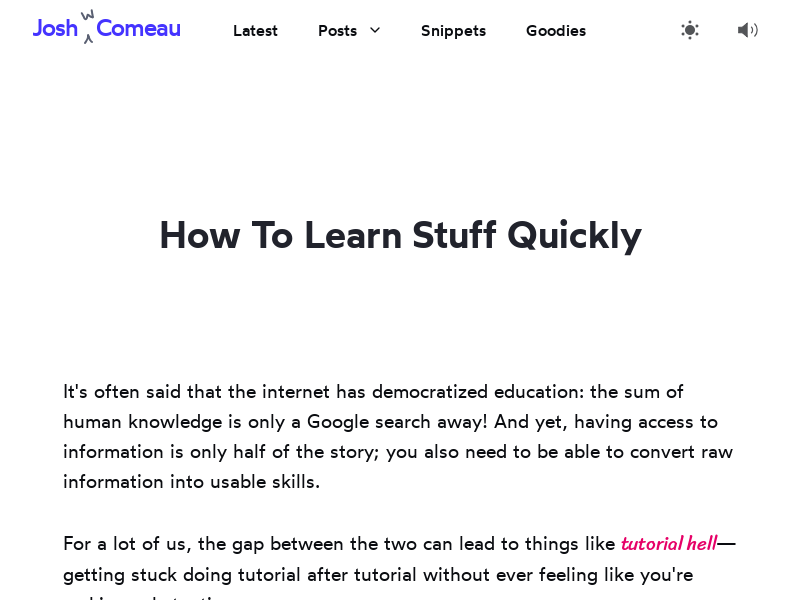 Josh W Comeau
Latest
Posts
Snippets
Goodies
How To Learn Stuff Quickly
It's often said that the internet has democratized education: the sum of
human knowledge is only a Google search away! And yet, having access to
information is only half of the story; you also need to be able to convert raw
information into usable skills.
For a lot of us, the gap between the two can lead to things like tutorial hell—
getting stuck doing tutorial after tutorial without ever feeling like you're